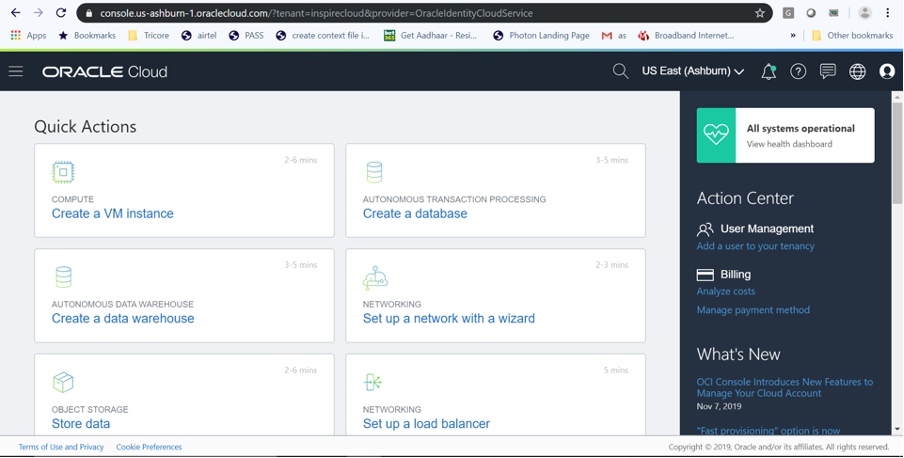 console.us-ashburn-1.oraclecloud.com/?tenant=inspirecloud&provider=OracleIdentityCloudService
Apps Bookmarks Tricore airtel PASS create context file i... Get Aadhaar - Resi... Photon Landing Page as Broadband Internet... » Other bookmarks
ORACLE Cloud US East (Ashburn)
Quick Actions
2-6 mins
COMPUTE
Create a VM instance
3-5 mins
AUTONOMOUS TRANSACTION PROCESSING
Create a database
3-5 mins
AUTONOMOUS DATA WAREHOUSE
Create a data warehouse
2-3 mins
NETWORKING
Set up a network with a wizard
2-6 mins
OBJECT STORAGE
Store data
5 mins
NETWORKING
Set up a load balancer
All systems operational
View health dashboard
Action Center
User Management
Add a user to your tenancy
Billing
Analyze costs
Manage payment method
What's New
OCI Console Introduces New Features to
Manage Your Cloud Account
Nov 7, 2019
"Fast provisioning" option is now
Terms of Use and Privacy Cookie Preferences Copyright © 2019, Oracle and/or its affiliates. All rights reserved.